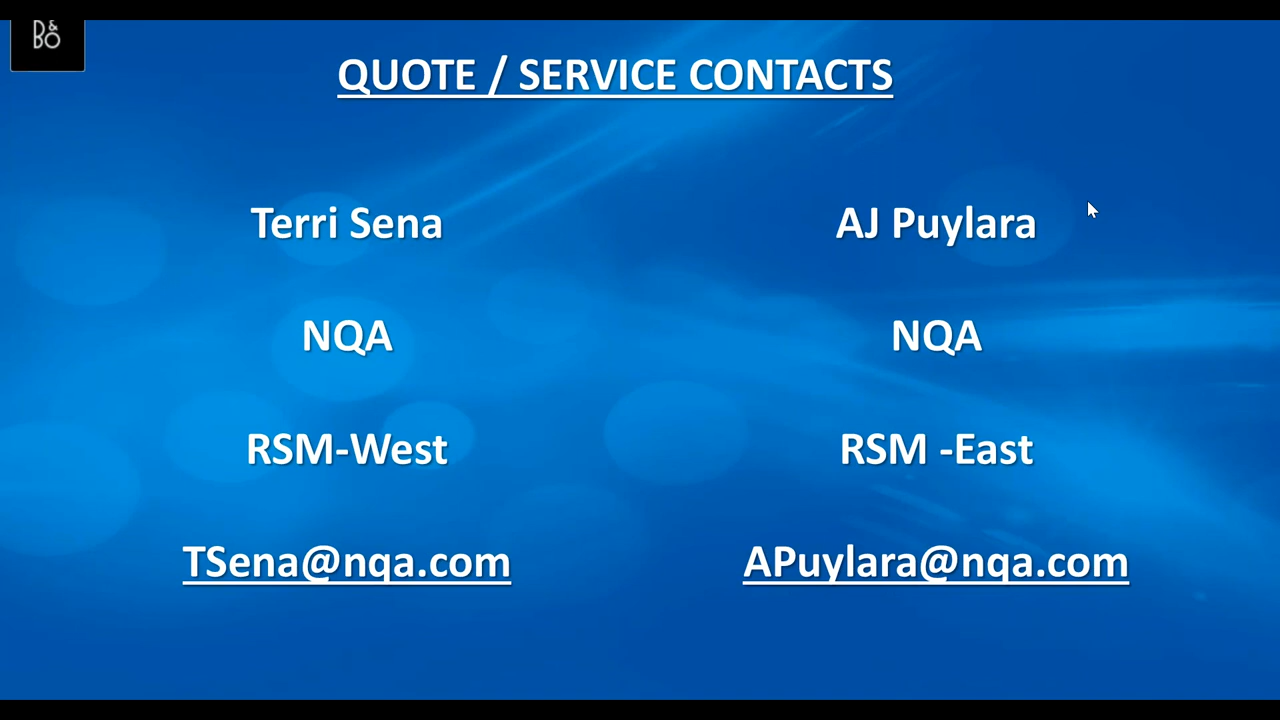 B&O
QUOTE / SERVICE CONTACTS
Terri Sena
AJ Puylara
NQA
NQA
RSM-West
RSM -East
TSena@nqa.com
APuylara@nqa.com